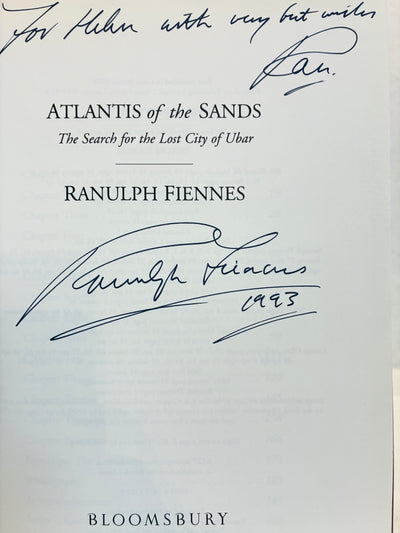 For Helen with very best wishes
Ran.
ATLANTIS of the SANDS
The Search for the Lost City of Ubar
RANULPH FIENNES
Ranulph Fiennes
1993
BLOOMSBURY